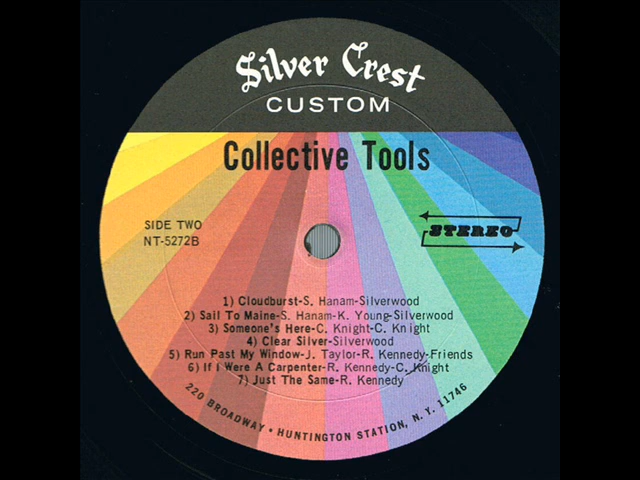 Silver Crest
CUSTOM
Collective Tools
SIDE TWO
NT-5272B
STEREO
1) Cloudburst-S. Hanam-Silverwood
2) Sail To Maine-S. Hanam-K. Young-Silverwood
3) Someone's Here-C. Knight-C. Knight
4) Clear Silver-Silverwood
5) Run Past My Window-J. Taylor-R. Kennedy-Friends
6) If I Were A Carpenter-R. Kennedy-C. Knight
7) Just The Same-R. Kennedy
220 BROADWAY • HUNTINGTON STATION, N. Y. 11746